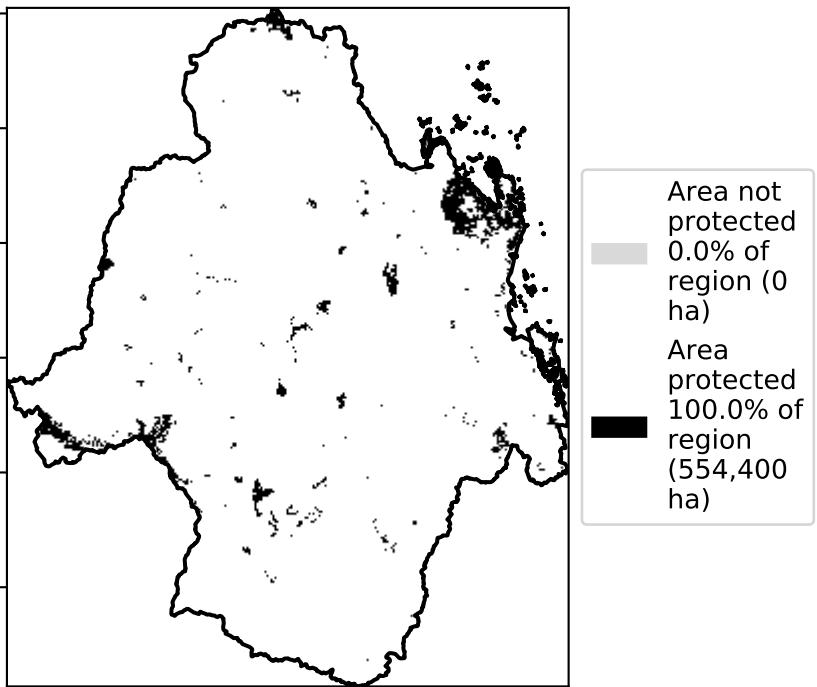 Area not
protected
0.0% of
region (0
ha)
Area
protected
100.0% of
region
(554,400
ha)